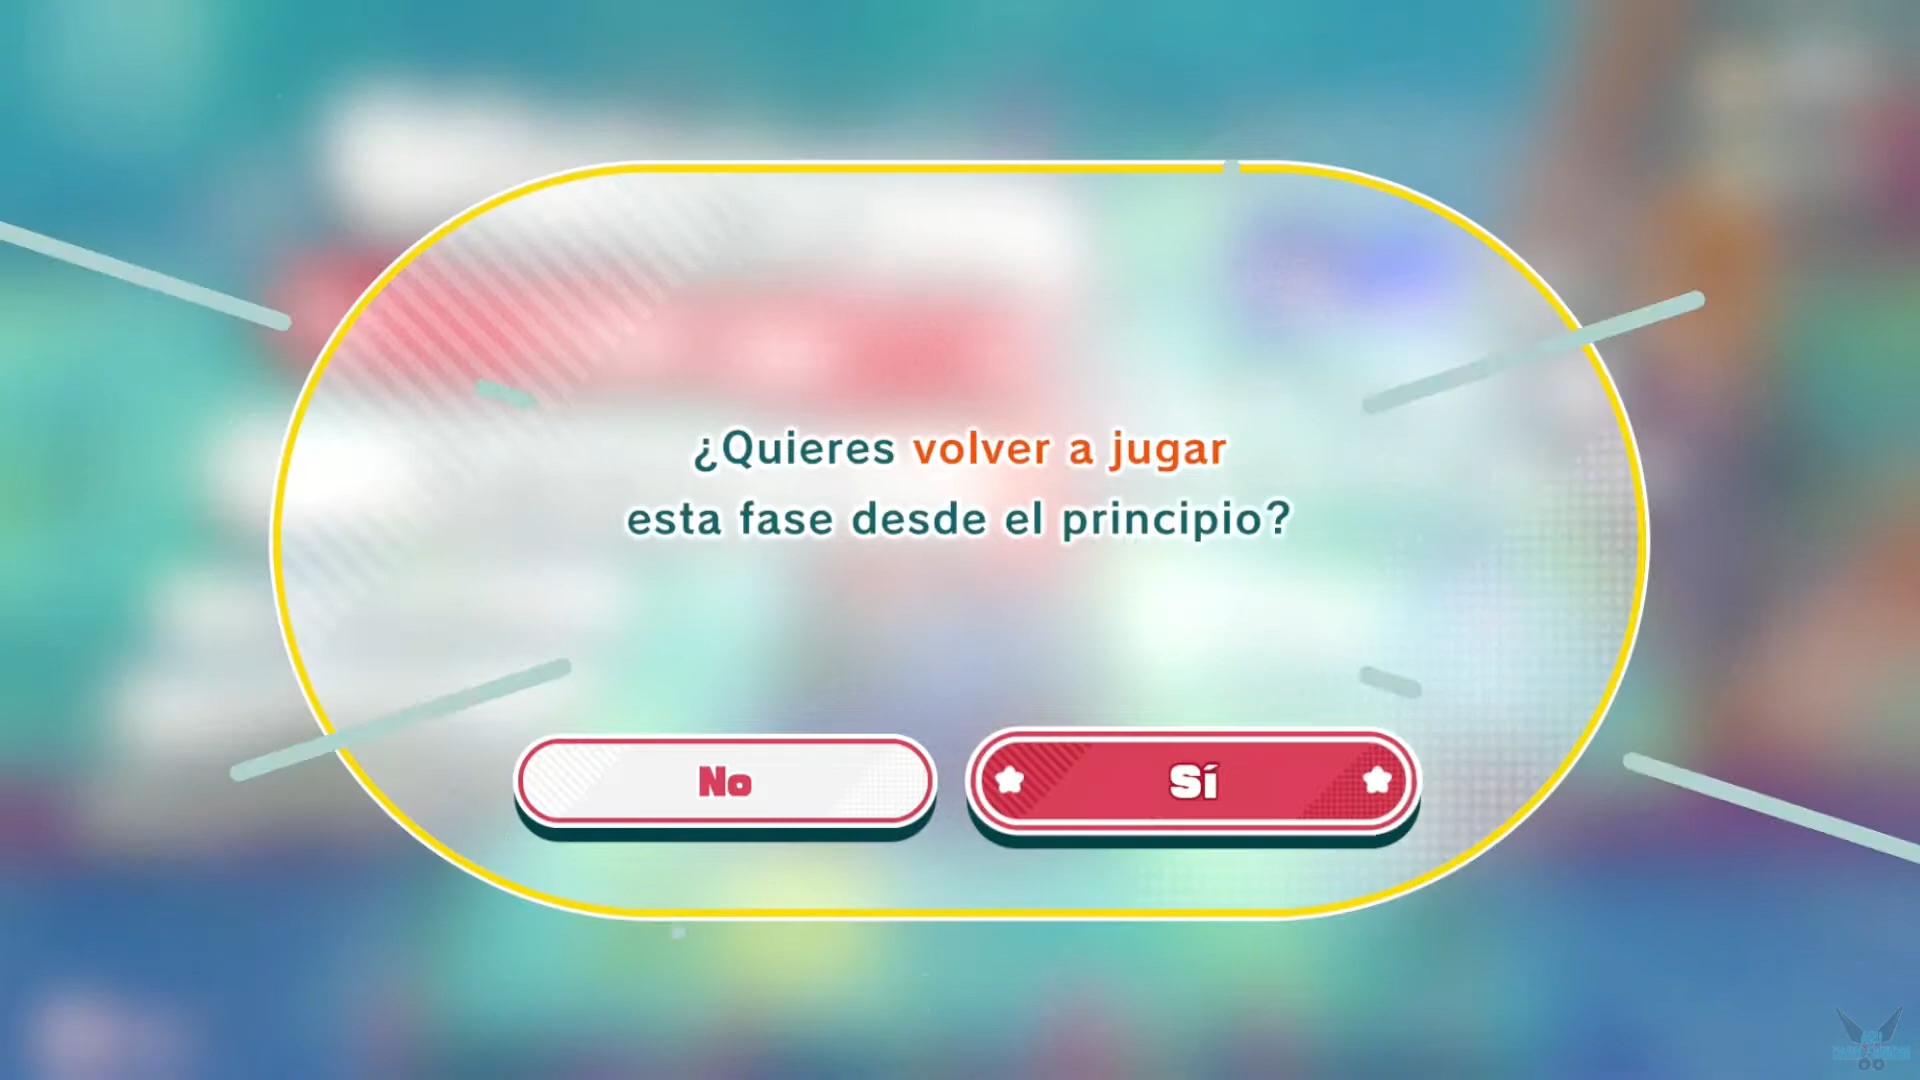 ¿Quieres volver a jugar
esta fase desde el principio?
No
Sí